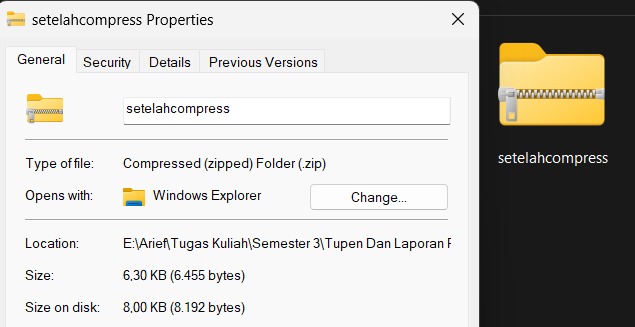 setelahcompress Properties
General Security Details Previous Versions
setelahcompress
Type of file: Compressed (zipped) Folder (.zip)
Opens with: Windows Explorer Change...
Location: E:\Arief\Tugas Kuliah\Semester 3\Tupen Dan Laporan F
Size: 6,30 KB (6.455 bytes)
Size on disk: 8,00 KB (8.192 bytes)
setelahcompress